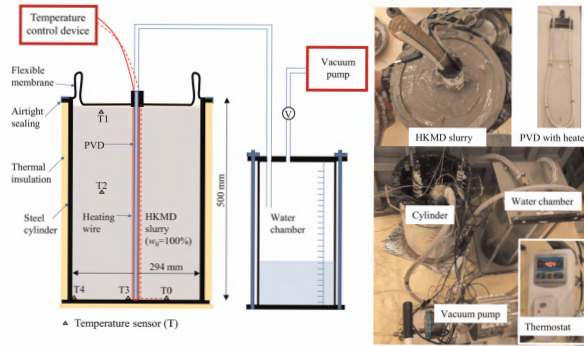 Temperature
control device
Flexible
membrane
Airtight
sealing
Thermal
insulation
Steel
cylinder
T1
PVD
T2
Heating
wire
HKMD
slurry
(w₀=100%)
294 mm
T4
T3
T0
500 mm
Temperature sensor (T)
Vacuum
pump
V
Water
chamber
HKMD slurry
PVD with heate
Cylinder
Water chamber
Vacuum pump
Thermostat